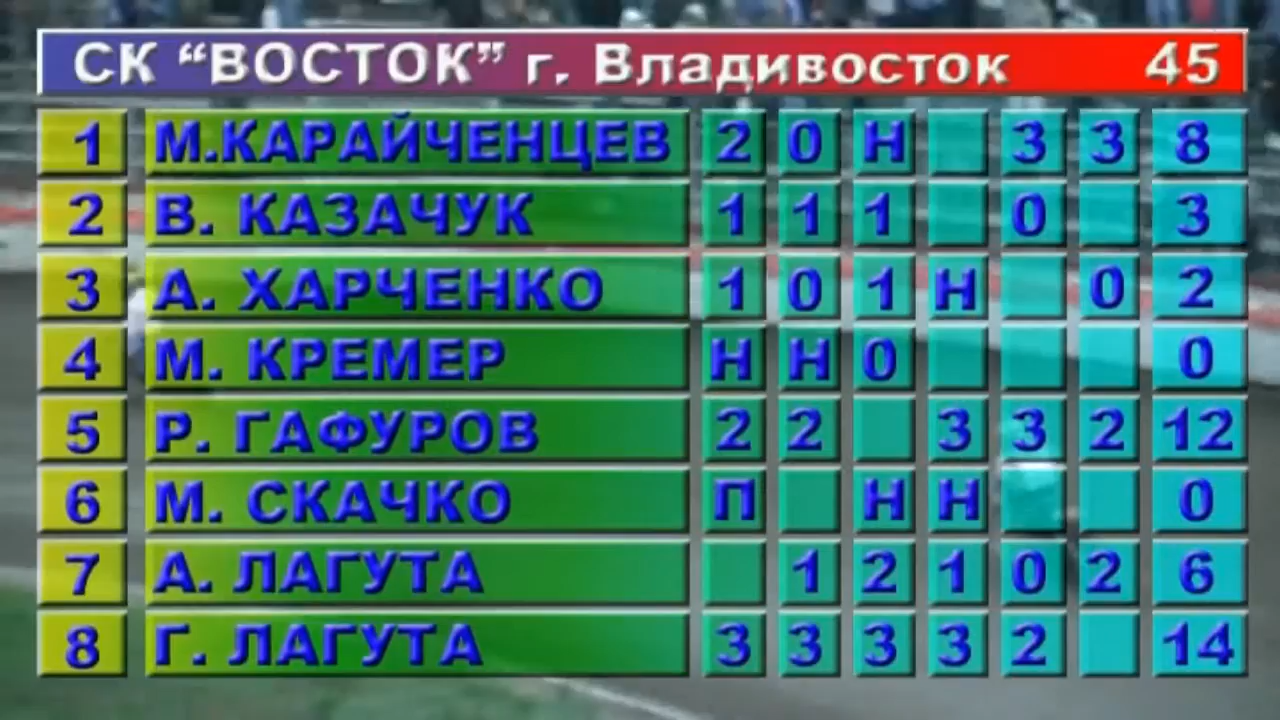 СК “ВОСТОК” г. Владивосток 45
1 М.КАРАЙЧЕНЦЕВ 2 0 Н 3 3 8
2 В. КАЗАЧУК 1 1 1 0 3
3 А. ХАРЧЕНКО 1 0 1 Н 0 2
4 М. КРЕМЕР Н Н 0 0
5 Р. ГАФУРОВ 2 2 3 3 2 12
6 М. СКАЧКО П Н Н 0
7 А. ЛАГУТА 1 2 1 0 2 6
8 Г. ЛАГУТА 3 3 3 3 2 14